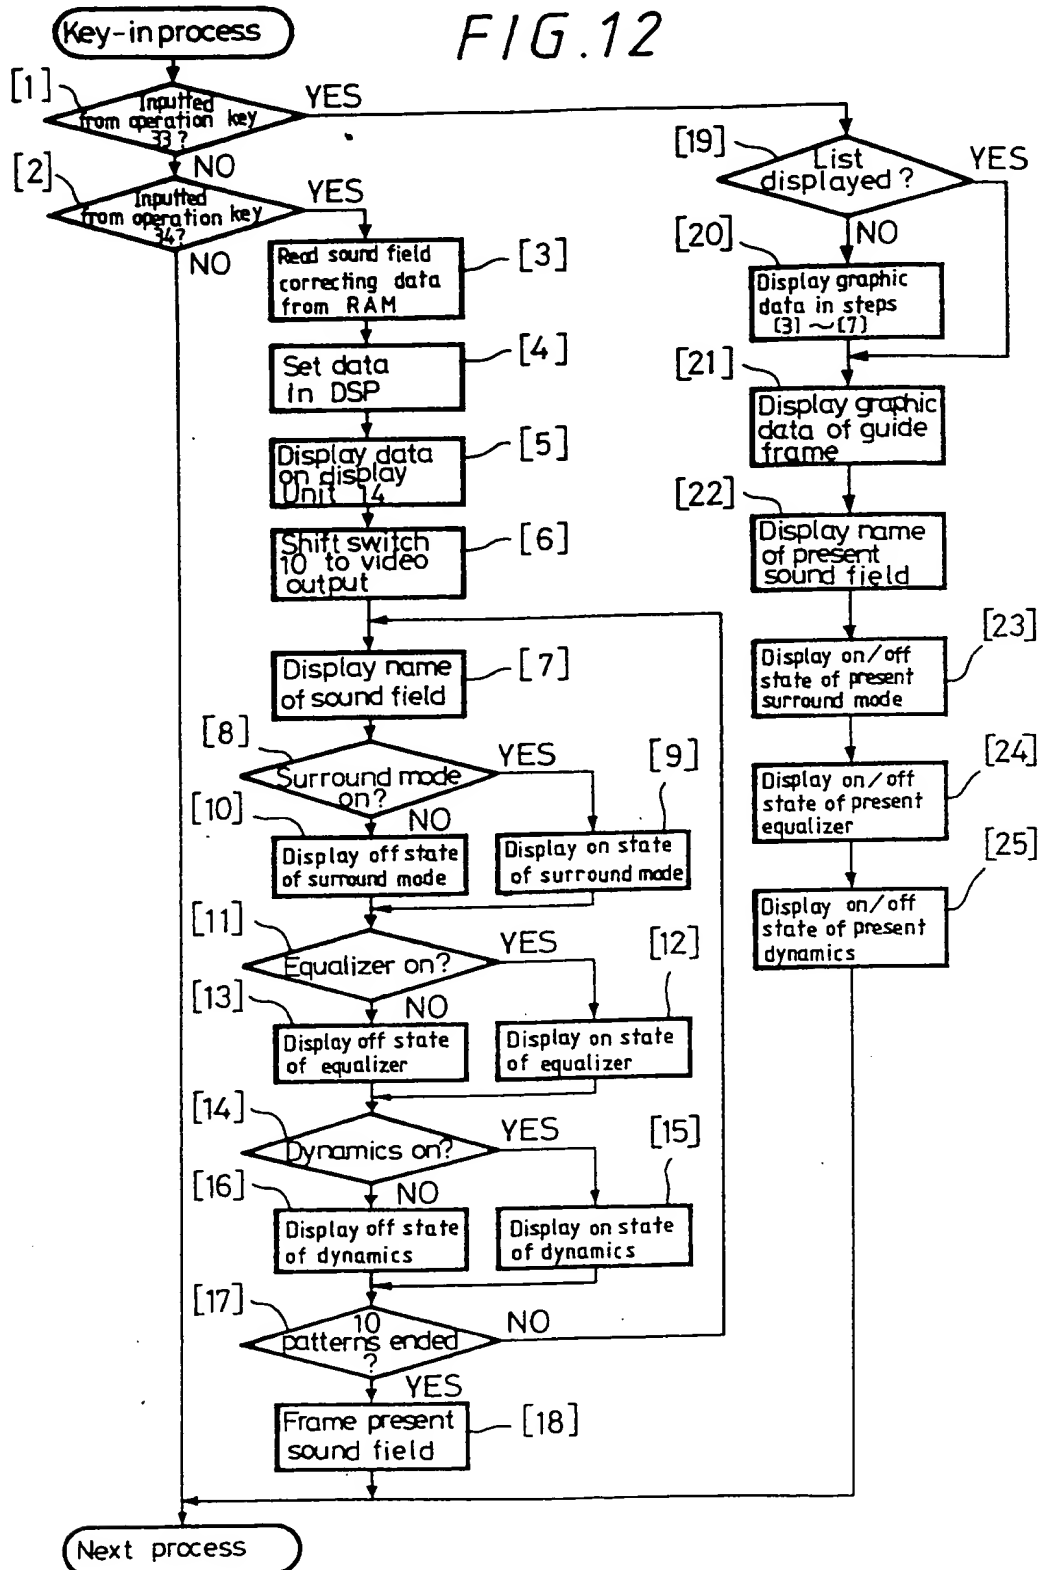 FIG.12
Key-in process
[1]
Inputted
from operation key
33?
YES
NO
[2]
Inputted
from operation key
34?
YES
NO
[3]
Read sound field
correcting data
from RAM
[4]
Set data
in DSP
[5]
Display data
on display
Unit 14
[6]
Shift switch
10 to video
output
[7]
Display name
of sound field
[8]
Surround mode
on?
YES
NO
[9]
Display on state
of surround mode
[10]
Display off state
of surround mode
[11]
Equalizer on?
YES
NO
[12]
Display on state
of equalizer
[13]
Display off state
of equalizer
[14]
Dynamics on?
YES
NO
[15]
Display on state
of dynamics
[16]
Display off state
of dynamics
[17]
10
patterns ended
?
NO
YES
[18]
Frame present
sound field
[19]
List
displayed?
YES
NO
[20]
Display graphic
data in steps
[3] ~ [7]
[21]
Display graphic
data of guide
frame
[22]
Display name
of present
sound field
[23]
Display on/off
state of present
surround mode
[24]
Display on/off
state of present
equalizer
[25]
Display on/off
state of present
dynamics
Next process